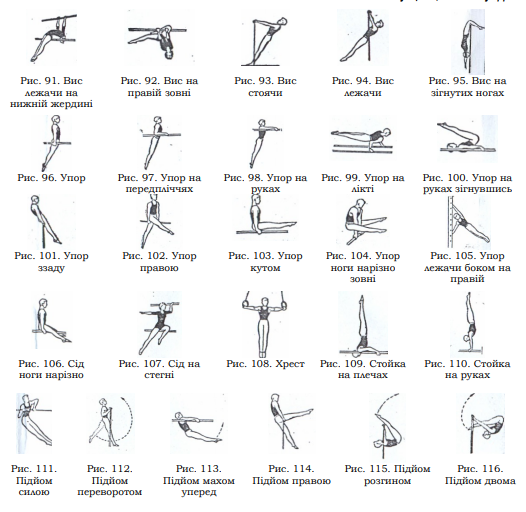 Рис. 91. Вис
лежачи на
нижній жердині
Рис. 92. Вис на
правій зовні
Рис. 93. Вис
стоячи
Рис. 94. Вис
лежачи
Рис. 95. Вис на
зігнутих ногах
Рис. 96. Упор
Рис. 97. Упор на
передпліччях
Рис. 98. Упор на
руках
Рис. 99. Упор на
лікті
Рис. 100. Упор на
руках зігнувшись
Рис. 101. Упор
ззаду
Рис. 102. Упор
правою
Рис. 103. Упор
кутом
Рис. 104. Упор
ноги нарізно
зовні
Рис. 105. Упор
лежачи боком на
правій
Рис. 106. Сід
ноги нарізно
Рис. 107. Сід на
стегні
Рис. 108. Хрест
Рис. 109. Стойка
на плечах
Рис. 110. Стойка
на руках
Рис. 111.
Підйом
силою
Рис. 112.
Підйом
переворотом
Рис. 113.
Підйом махом
уперед
Рис. 114.
Підйом правою
Рис. 115. Підйом
розгином
Рис. 116.
Підйом двома